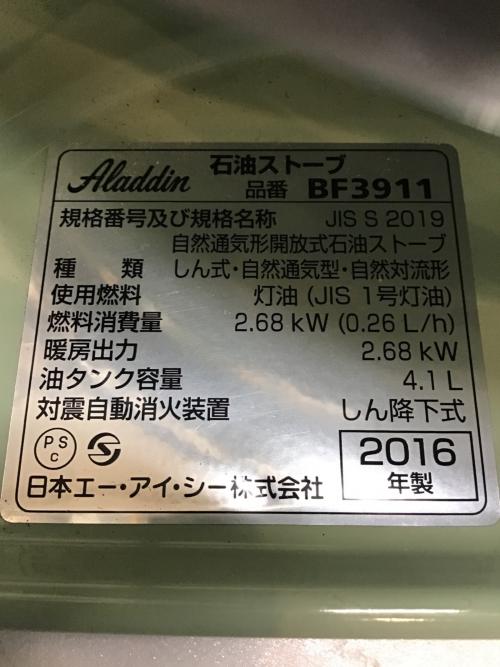 Aladdin 石油ストーブ
品番 BF3911
規格番号及び規格名称 JIS S 2019
自然通気形開放式石油ストーブ
種 類 しん式・自然通気型・自然対流形
使用燃料 灯油 (JIS 1号灯油)
燃料消費量 2.68 kW (0.26 L/h)
暖房出力 2.68 kW
油タンク容量 4.1 L
対震自動消火装置 しん降下式
PS
C
2016
年製
日本エー・アイ・シー株式会社